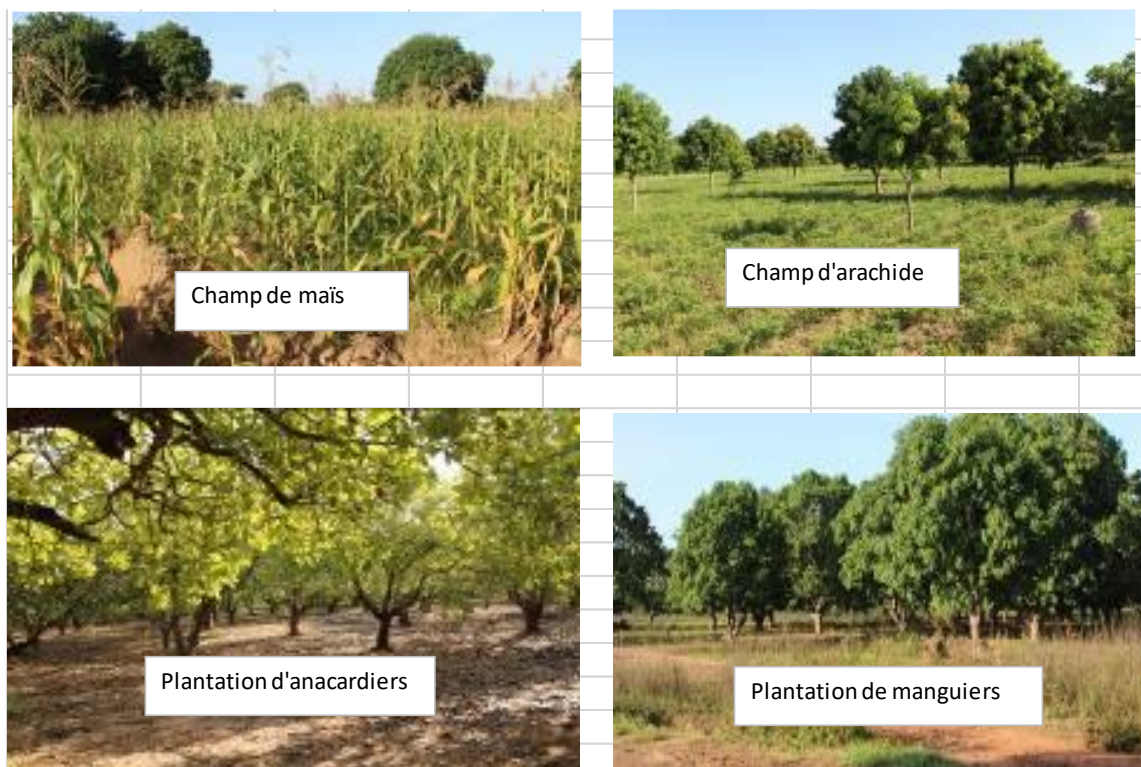 Champ de maïs
Champ d'arachide
Plantation d'anacardiers
Plantation de manguiers